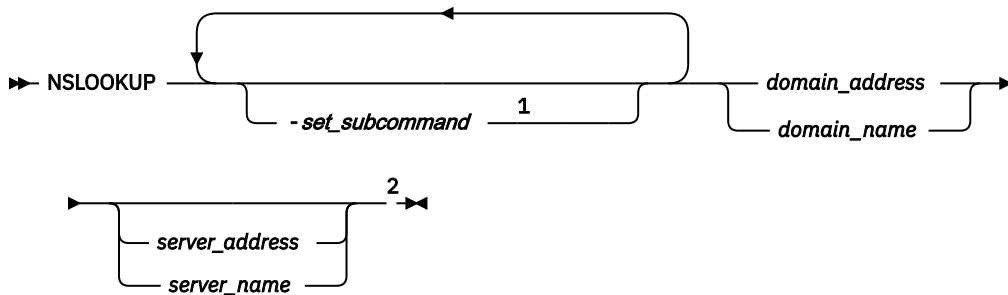 NSLOOKUP
- set_subcommand 1
domain_address
domain_name
2
server_address
server_name